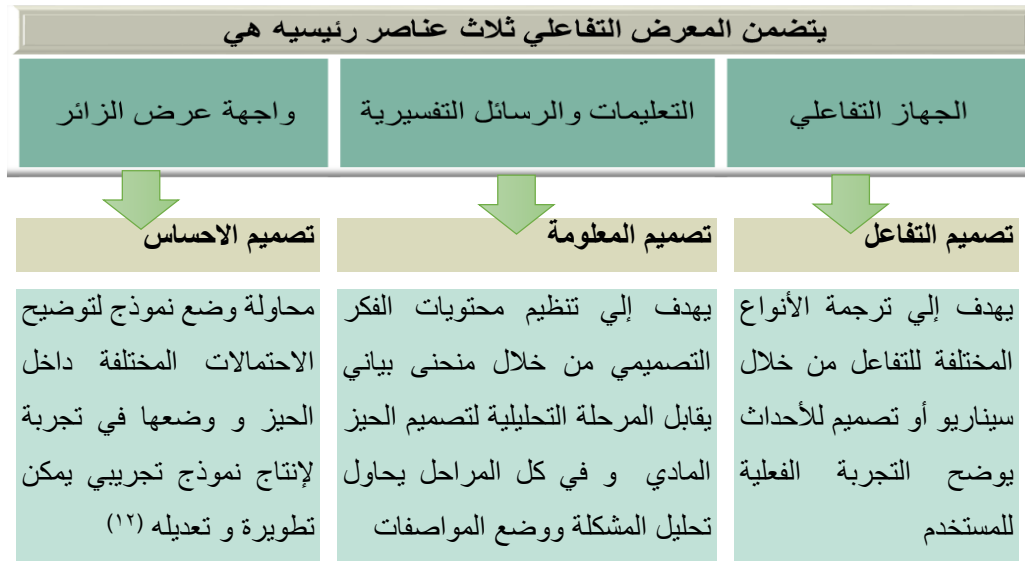 يتضمن المعرض التفاعلي ثلاث عناصر رئيسيه هي
الجهاز التفاعلي
التعليمات والرسائل التفسيرية
واجهة عرض الزائر
تصميم التفاعل
يهدف إلي ترجمة الأنواع
المختلفة للتفاعل من خلال
سيناريو أو تصميم للأحداث
يوضح التجربة الفعلية
للمستخدم
تصميم المعلومة
يهدف إلي تنظيم محتويات الفكر
التصميمي من خلال منحنى بياني
يقابل المرحلة التحليلية لتصميم الحيز
المادي و في كل المراحل يحاول
تحليل المشكلة ووضع المواصفات
تصميم الاحساس
محاولة وضع نموذج لتوضيح
الاحتمالات المختلفة داخل
الحيز و وضعها في تجربة
لإنتاج نموذج تجريبي يمكن
تطويرة و تعديله (١٢)